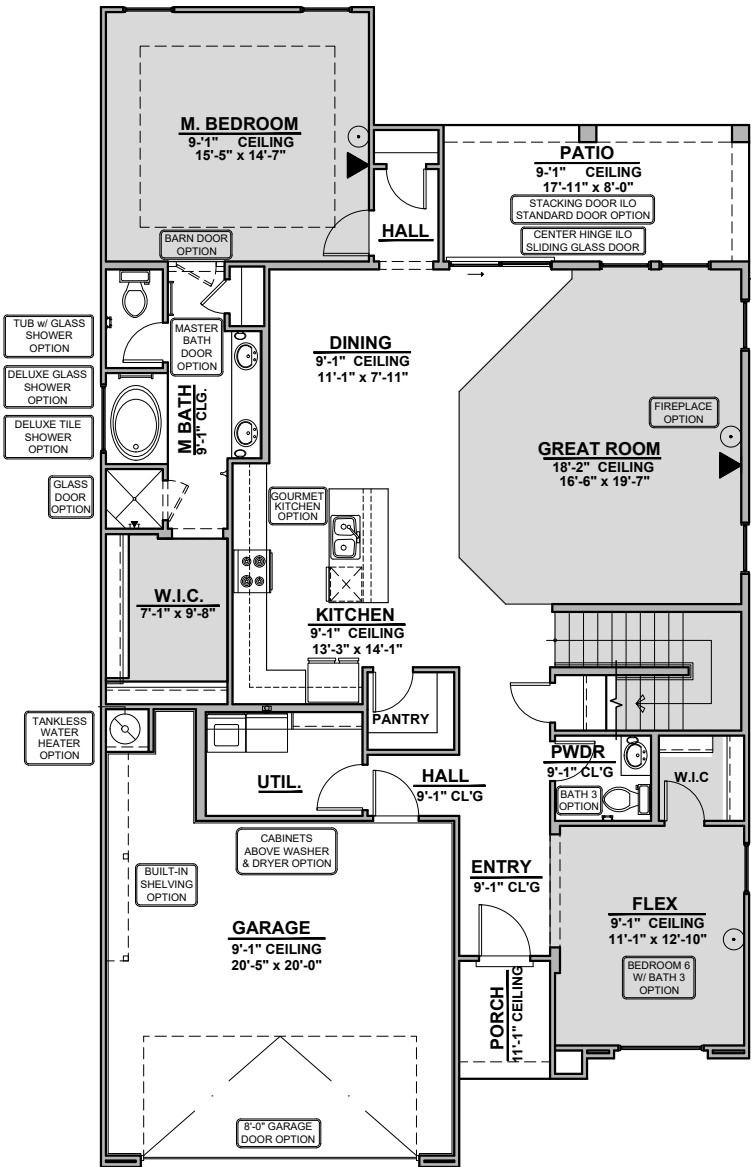 M. BEDROOM
9-'1" CEILING
15'-5" x 14'-7"
PATIO
9-'1" CEILING
17'-11" x 8'-0"
STACKING DOOR ILO
STANDARD DOOR OPTION
CENTER HINGE ILO
SLIDING GLASS DOOR
HALL
BARN DOOR
OPTION
TUB w/ GLASS
SHOWER
OPTION
MASTER
BATH
DOOR
OPTION
DINING
9'-1" CEILING
11'-1" x 7'-11"
DELUXE GLASS
SHOWER
OPTION
DELUXE TILE
SHOWER
OPTION
M BATH
9'-1" CLG.
FIREPLACE
OPTION
GREAT ROOM
18'-2" CEILING
16'-6" x 19'-7"
GLASS
DOOR
OPTION
GOURMET
KITCHEN
OPTION
W.I.C.
7'-1" x 9'-8"
KITCHEN
9'-1" CEILING
13'-3" x 14'-1"
TANKLESS
WATER
HEATER
OPTION
PANTRY
UTIL.
HALL
9'-1" CL'G
PWDR
9'-1" CL'G
BATH 3
OPTION
W.I.C
CABINETS
ABOVE WASHER
& DRYER OPTION
BUILT-IN
SHELVING
OPTION
ENTRY
9'-1" CL'G
GARAGE
9'-1" CEILING
20'-5" x 20'-0"
FLEX
9'-1" CEILING
11'-1" x 12'-10"
BEDROOM 6
W/ BATH 3
OPTION
PORCH
11'-1" CEILING
8'-0" GARAGE
DOOR OPTION